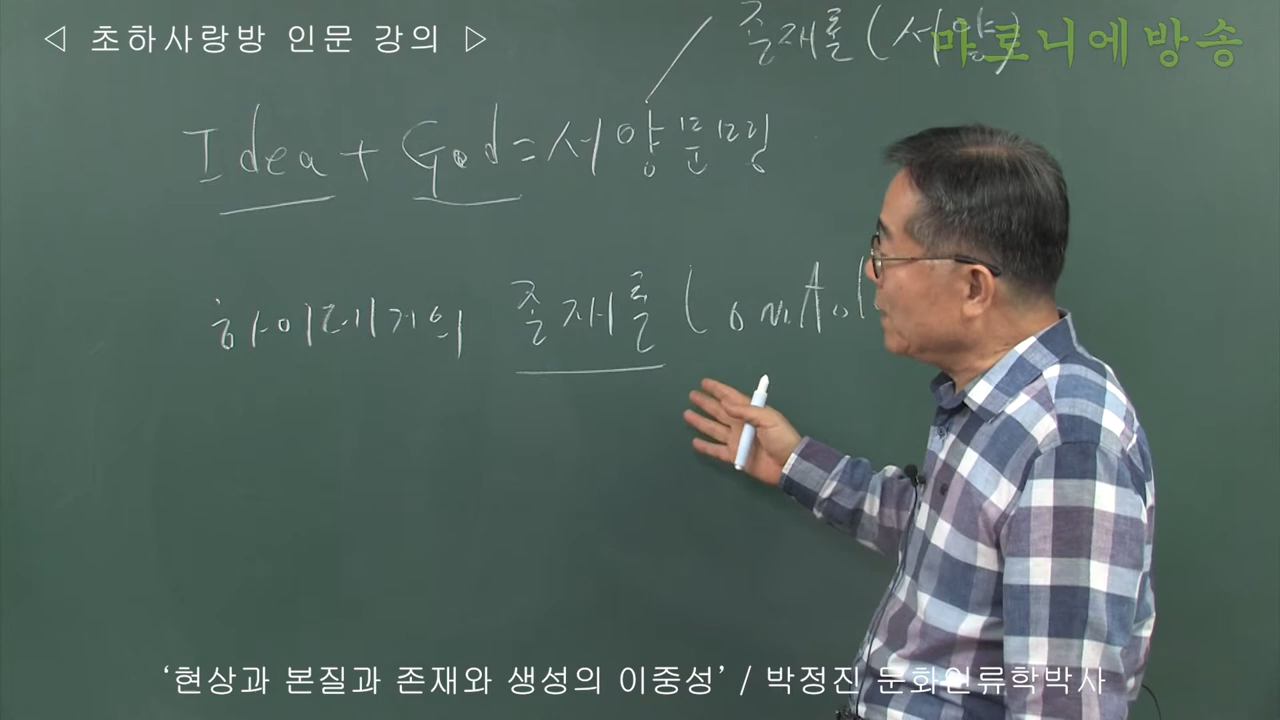 ◁ 초하사랑방 인문 강의 ▷
마로니에방송
존재론(서양)
Idea + God = 서양문명
하이데거의 존재론(
'현상과 본질과 존재와 생성의 이중성' / 박정진 문화인류학박사